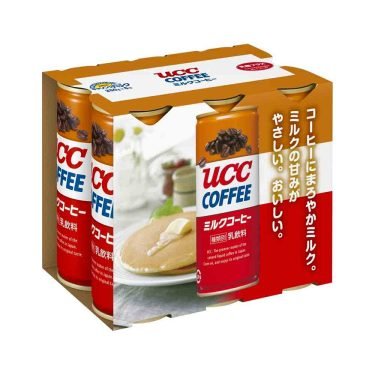 UCC
COFFEE
ミルクコーヒー
コーヒーにまろやかミルク。
ミルクの甘みが
やさしい。おいしい。
UCC
COFFEE
ミルクコーヒー
種類別 乳飲料
UCC
COFFEE
ミルクコーヒー
乳飲料